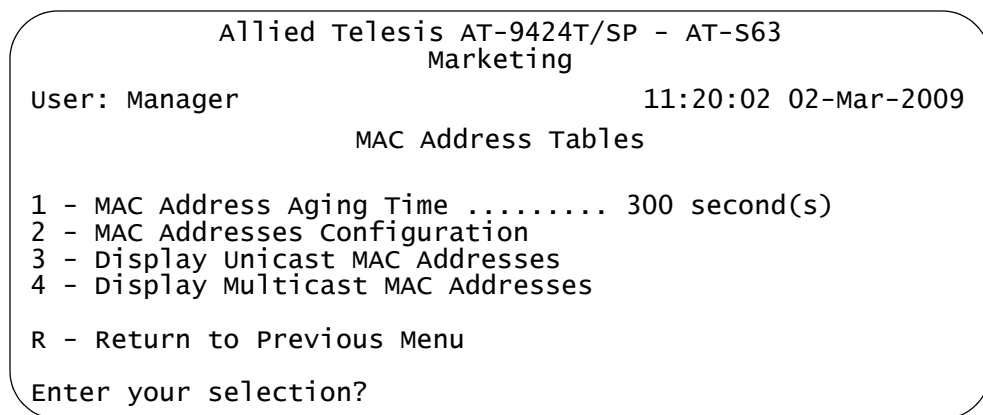 Allied Telesis AT-9424T/SP - AT-S63
Marketing
User: Manager 11:20:02 02-Mar-2009
MAC Address Tables
1 - MAC Address Aging Time ......... 300 second(s)
2 - MAC Addresses Configuration
3 - Display Unicast MAC Addresses
4 - Display Multicast MAC Addresses
R - Return to Previous Menu
Enter your selection?